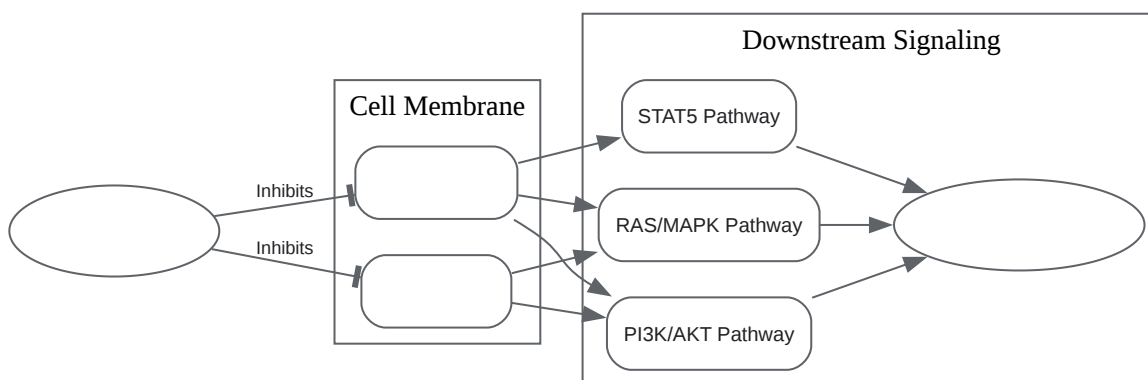 Downstream Signaling
Cell Membrane
STAT5 Pathway
Inhibits
RAS/MAPK Pathway
Inhibits
PI3K/AKT Pathway